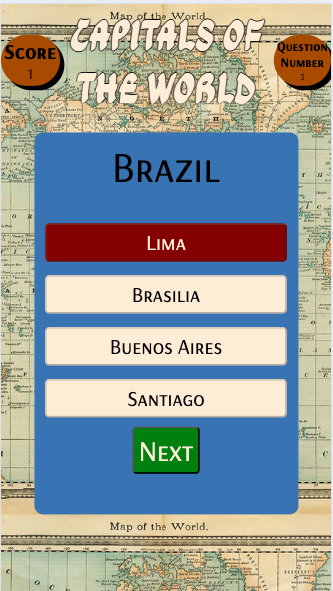 Map of the World.
CAPITALS OF
THE WORLD
Score
1
Question
Number
3
Brazil
Lima
Brasilia
Buenos Aires
Santiago
Next
Map of the World.